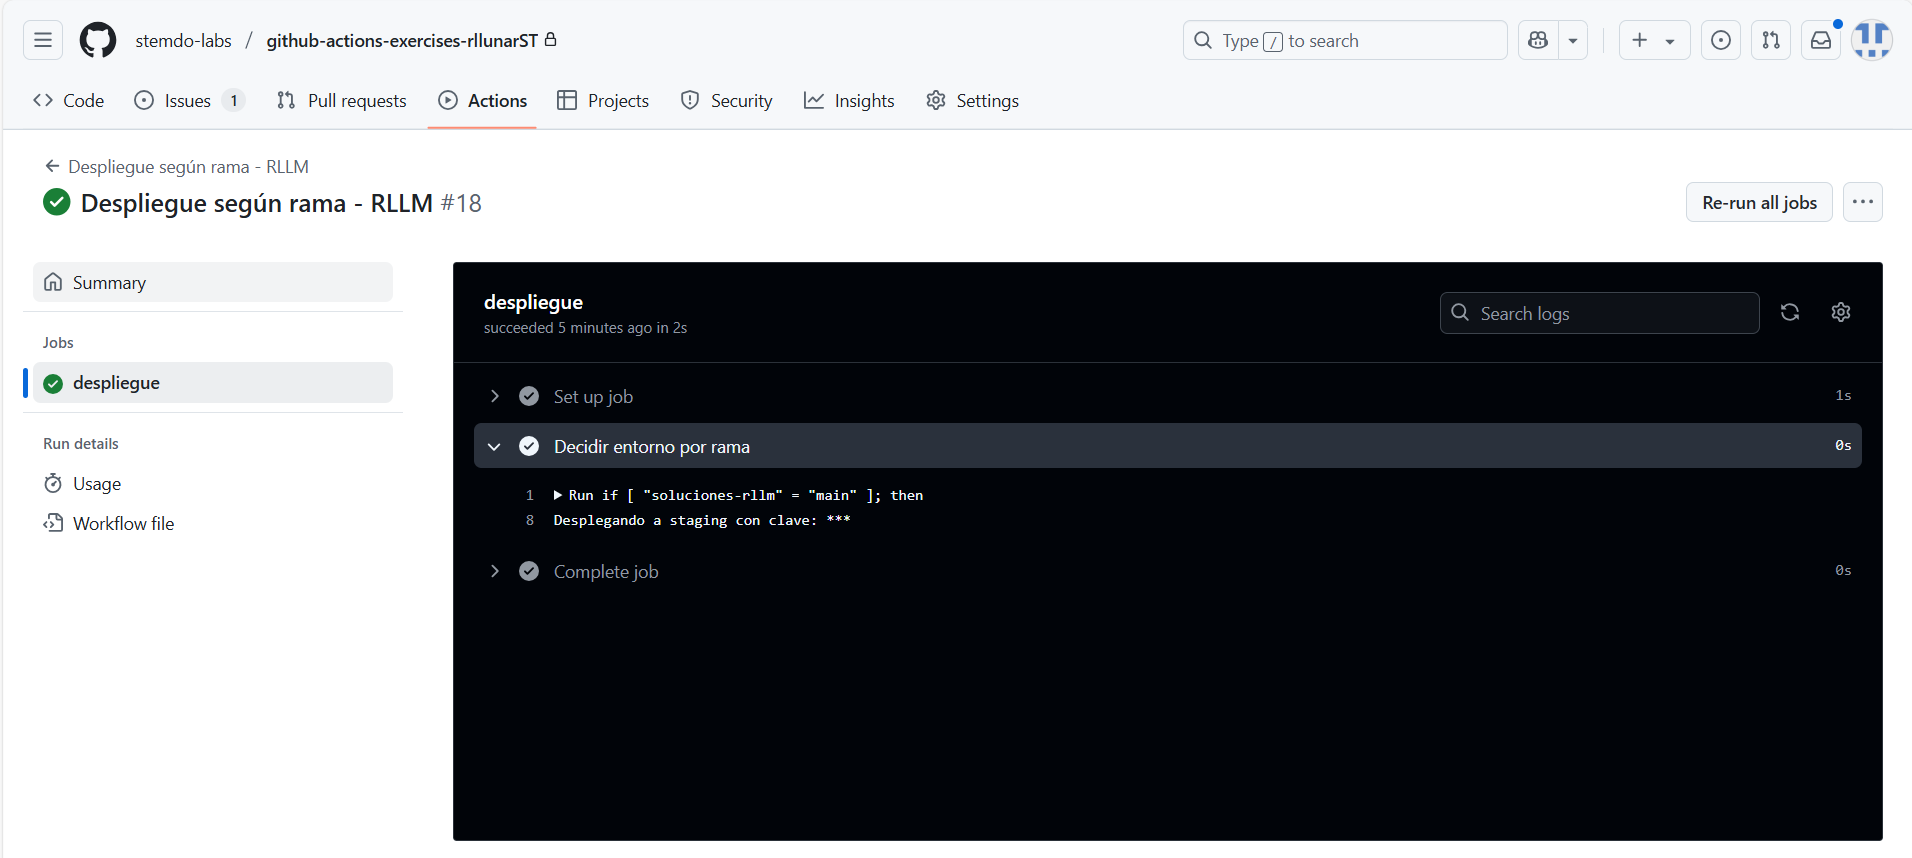 stemdo-labs / github-actions-exercises-rllunarST
Type / to search
Code
Issues 1
Pull requests
Actions
Projects
Security
Insights
Settings
Despliegue según rama - RLLM
Despliegue según rama - RLLM #18
Re-run all jobs
Summary
Jobs
despliegue
Run details
Usage
Workflow file
despliegue
succeeded 5 minutes ago in 2s
Search logs
Set up job 1s
Decidir entorno por rama 0s
1 Run if [ "soluciones-rllm" = "main" ]; then
8 Desplegando a staging con clave: ***
Complete job 0s